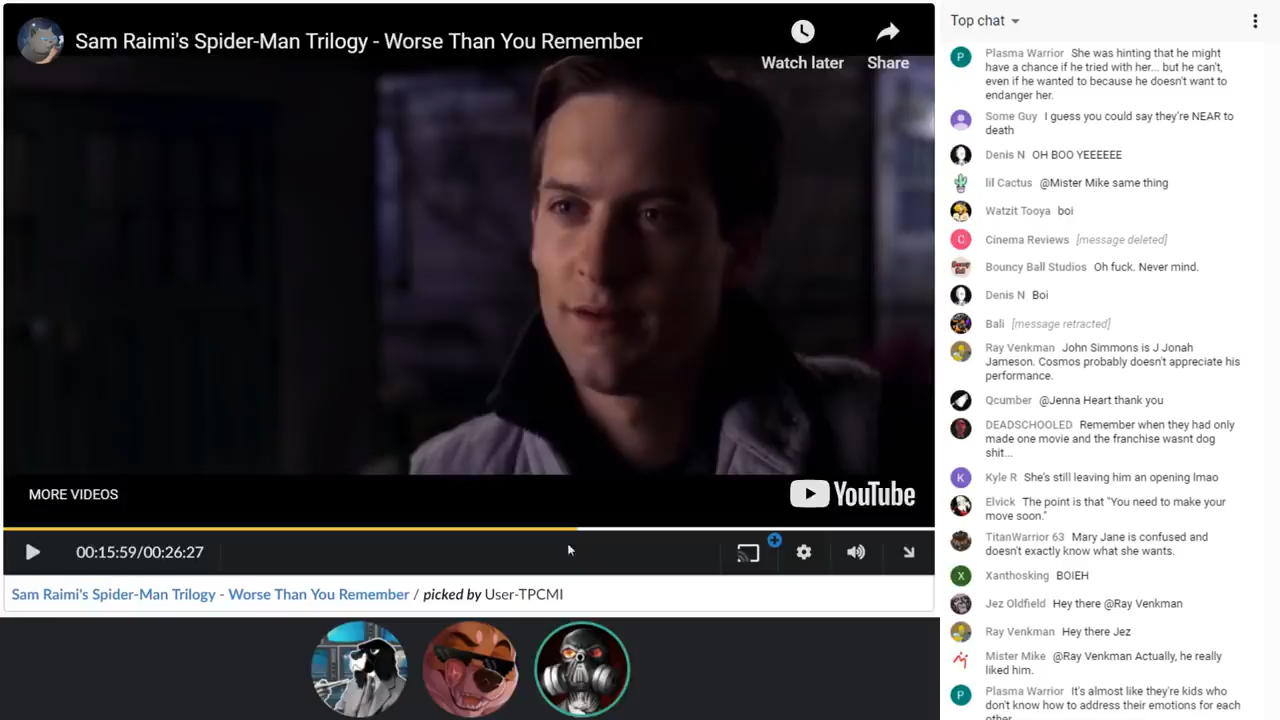 Sam Raimi's Spider-Man Trilogy - Worse Than You Remember
Watch later
Share
MORE VIDEOS
YouTube
00:15:59/00:26:27
Sam Raimi's Spider-Man Trilogy - Worse Than You Remember / picked by User-TPCMI
Top chat
P
Plasma Warrior She was hinting that he might
have a chance if he tried with her... but he can't,
even if he wanted to because he doesn't want to
endanger her.
Some Guy I guess you could say they're NEAR to
death
Denis N OH BOO YEEEEEE
lil Cactus @Mister Mike same thing
Watzit Tooya boi
C
Cinema Reviews [message deleted]
Bouncy Ball Studios Oh fuck. Never mind.
Denis N Boi
Bali [message retracted]
Ray Venkman John Simmons is J Jonah
Jameson. Cosmos probably doesn't appreciate his
performance.
Qcumber @Jenna Heart thank you
DEADSCHOOLED Remember when they had only
made one movie and the franchise wasnt dog
shit...
K
Kyle R She's still leaving him an opening lmao
Elvick The point is that "You need to make your
move soon."
TitanWarrior 63 Mary Jane is confused and
doesn't exactly know what she wants.
X
Xanthosking BOIEH
Jez Oldfield Hey there @Ray Venkman
Ray Venkman Hey there Jez
Mister Mike @Ray Venkman Actually, he really
liked him.
P
Plasma Warrior It's almost like they're kids who
don't know how to address their emotions for each
other